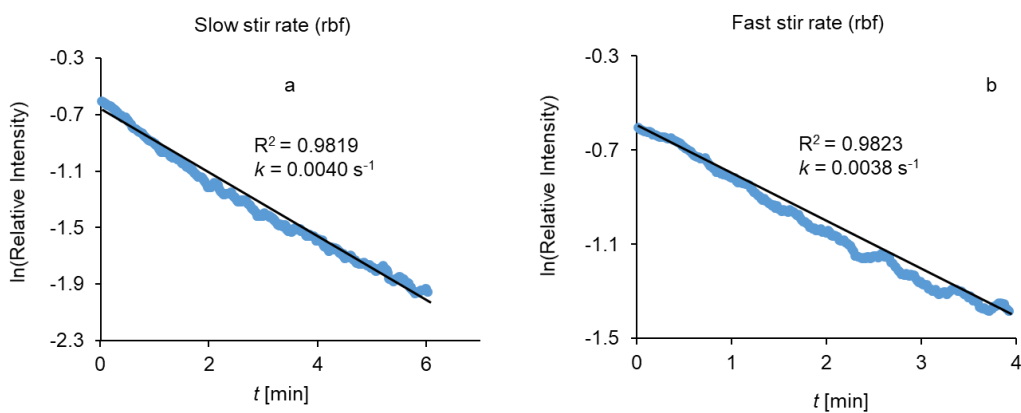 Slow stir rate (rbf)
-0.3
-0.7
-1.1
-1.5
-1.9
-2.3
ln(Relative Intensity)
a
R² = 0.9819
k = 0.0040 s⁻¹
0 2 4 6
t [min]
Fast stir rate (rbf)
-0.3
-0.7
-1.1
-1.5
ln(Relative Intensity)
b
R² = 0.9823
k = 0.0038 s⁻¹
0 1 2 3 4
t [min]